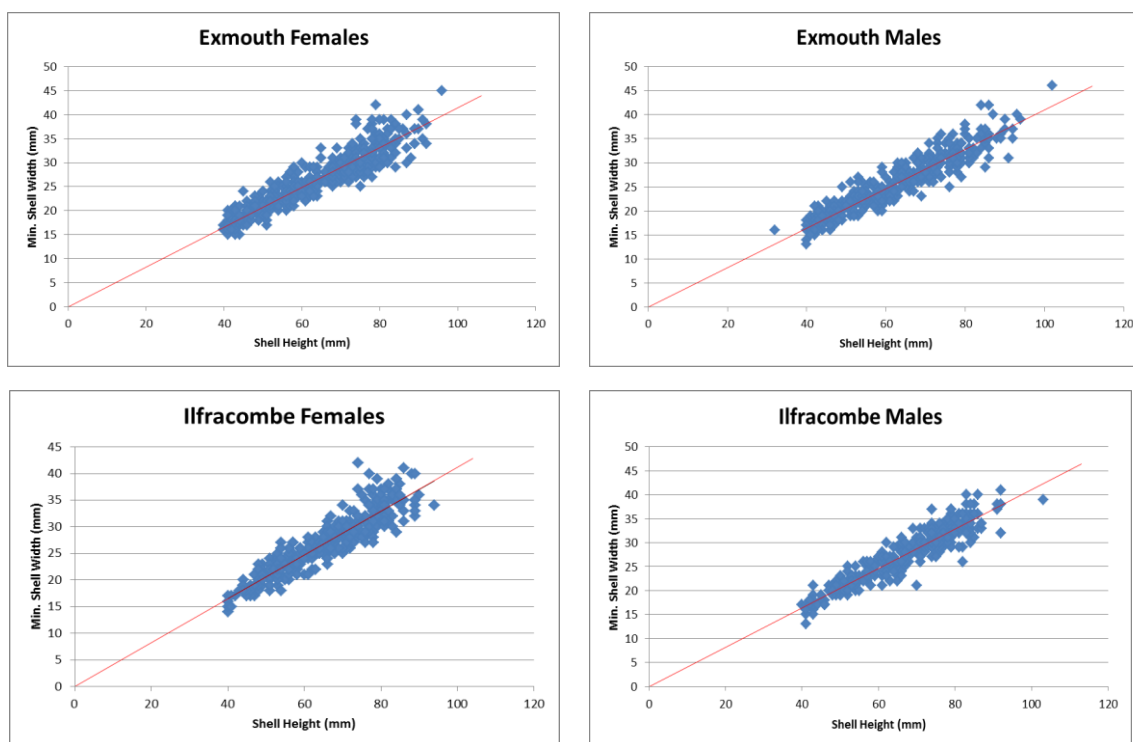 Exmouth Females
50
45
40
35
30
25
20
15
10
5
0
Min. Shell Width (mm)
0 20 40 60 80 100 120
Shell Height (mm)
Exmouth Males
50
45
40
35
30
25
20
15
10
5
0
Min. Shell Width (mm)
0 20 40 60 80 100 120
Shell Height (mm)
Ilfracombe Females
45
40
35
30
25
20
15
10
5
0
Min. Shell Width (mm)
0 20 40 60 80 100 120
Shell Height (mm)
Ilfracombe Males
50
45
40
35
30
25
20
15
10
5
0
Min. Shell Width (mm)
0 20 40 60 80 100 120
Shell Height (mm)